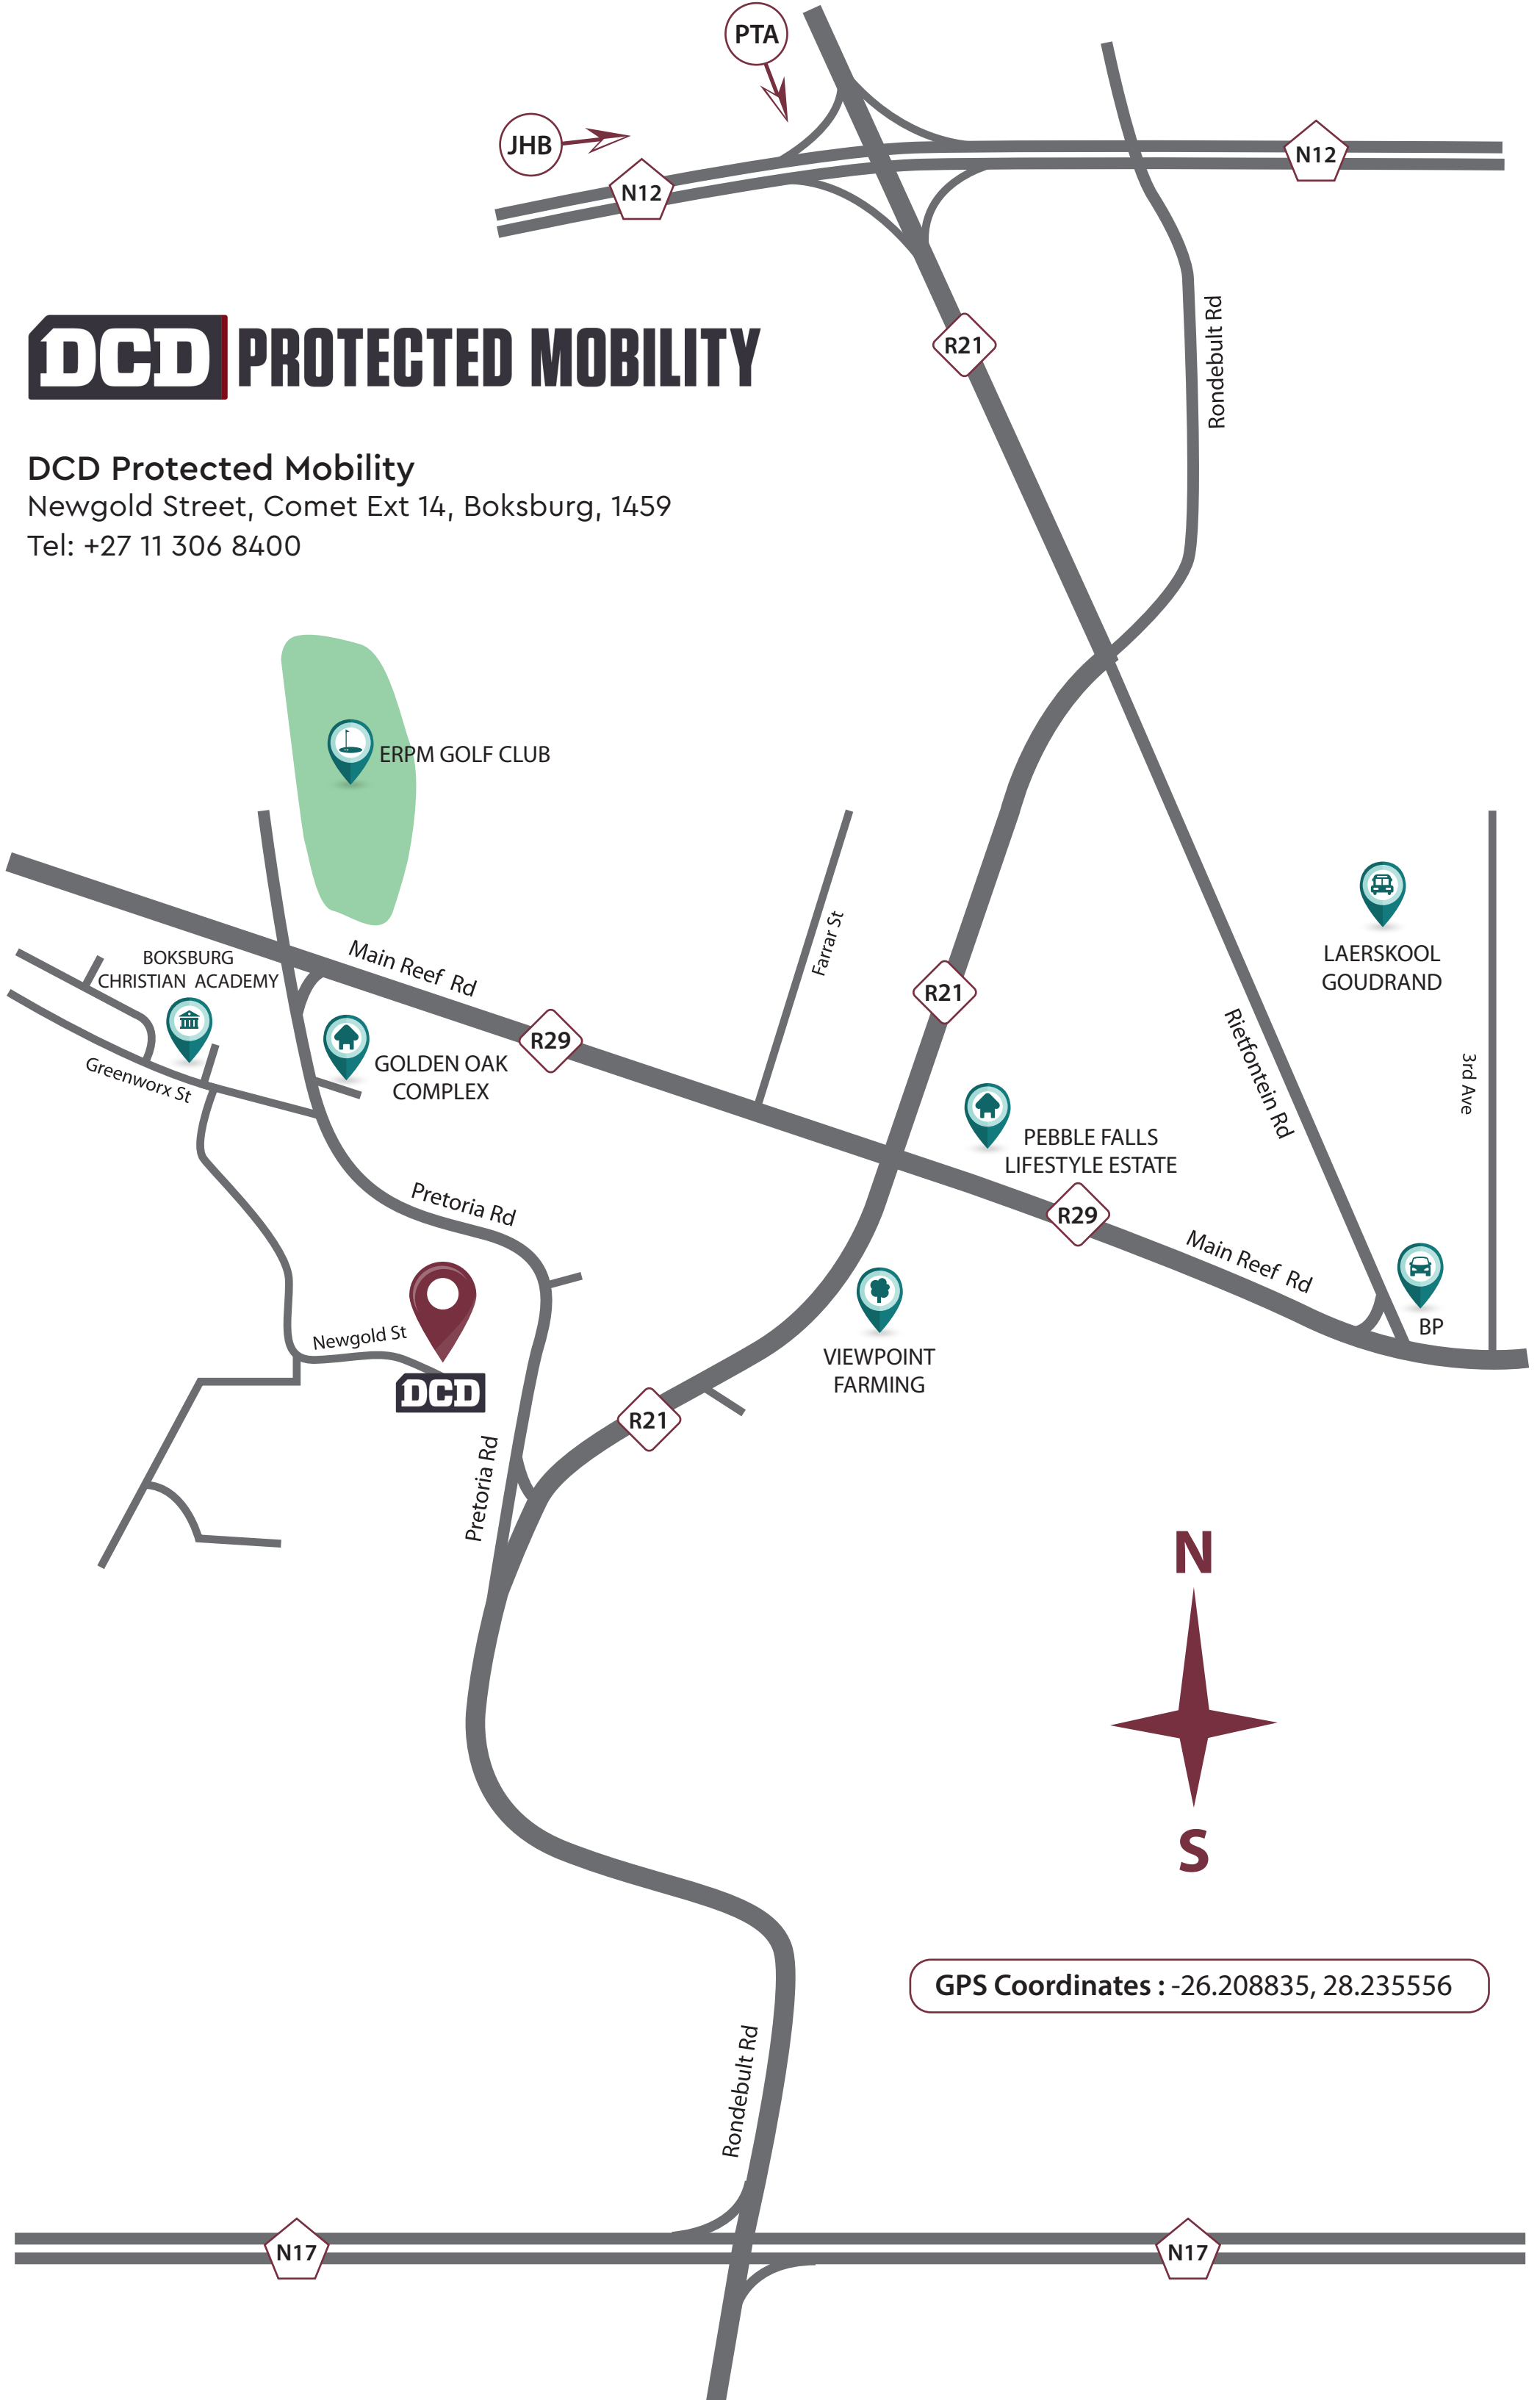 PTA
JHB
N12
N12
R21
Rondebult Rd
DCD PROTECTED MOBILITY
DCD Protected Mobility
Newgold Street, Comet Ext 14, Boksburg, 1459
Tel: +27 11 306 8400
ERPM GOLF CLUB
BOKSBURG
CHRISTIAN ACADEMY
Main Reef Rd
Farrar St
R21
LAERSKOOL
GOUDRAND
R29
GOLDEN OAK
COMPLEX
Greenworx St
Rietfontein Rd
3rd Ave
PEBBLE FALLS
LIFESTYLE ESTATE
R29
Pretoria Rd
Main Reef Rd
BP
Newgold St
DCD
VIEWPOINT
FARMING
R21
Pretoria Rd
N
S
GPS Coordinates : -26.208835, 28.235556
Rondebult Rd
N17
N17